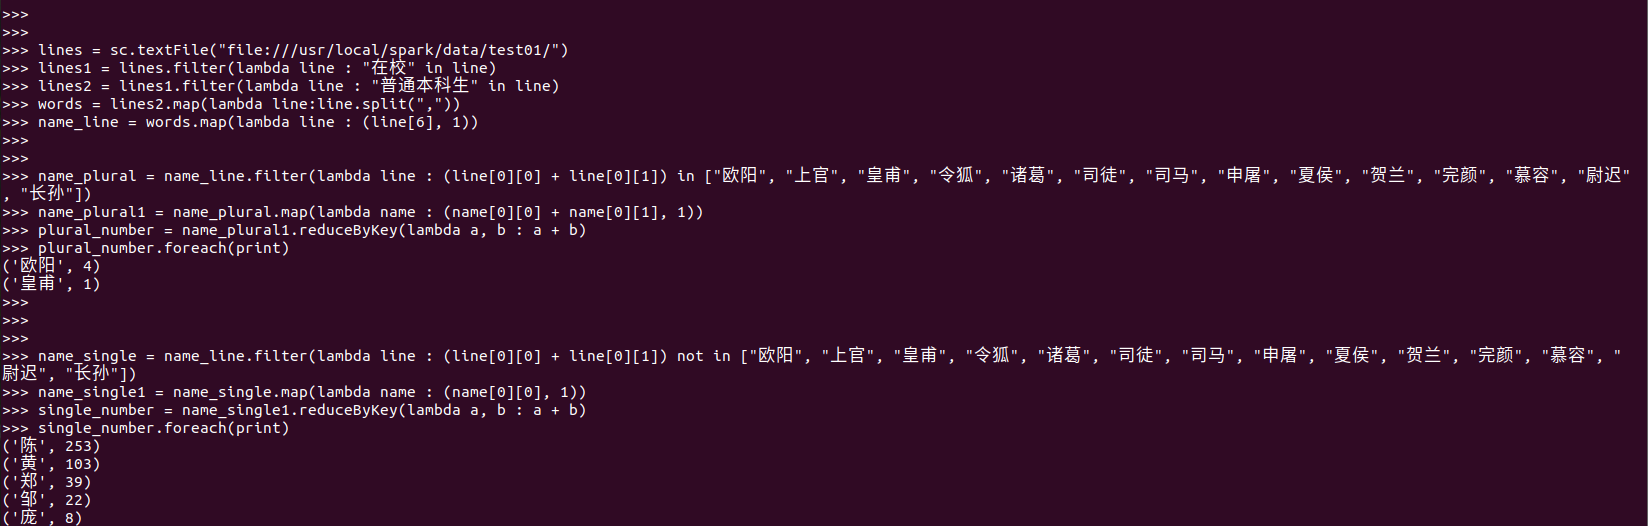 >>>
>>>
>>> lines = sc.textFile("file:///usr/local/spark/data/test01/")
>>> lines1 = lines.filter(lambda line : "在校" in line)
>>> lines2 = lines1.filter(lambda line : "普通本科生" in line)
>>> words = lines2.map(lambda line:line.split(","))
>>> name_line = words.map(lambda line : (line[6], 1))
>>>
>>>
>>> name_plural = name_line.filter(lambda line : (line[0][0] + line[0][1]) in ["欧阳", "上官", "皇甫", "令狐", "诸葛", "司徒", "司马", "申屠", "夏侯", "贺兰", "完颜", "慕容", "尉迟"
, "长孙"])
>>> name_plural1 = name_plural.map(lambda name : (name[0][0] + name[0][1], 1))
>>> plural_number = name_plural1.reduceByKey(lambda a, b : a + b)
>>> plural_number.foreach(print)
('欧阳', 4)
('皇甫', 1)
>>>
>>>
>>>
>>> name_single = name_line.filter(lambda line : (line[0][0] + line[0][1]) not in ["欧阳", "上官", "皇甫", "令狐", "诸葛", "司徒", "司马", "申屠", "夏侯", "贺兰", "完颜", "慕容", "
尉迟", "长孙"])
>>> name_single1 = name_single.map(lambda name : (name[0][0], 1))
>>> single_number = name_single1.reduceByKey(lambda a, b : a + b)
>>> single_number.foreach(print)
('陈', 253)
('黄', 103)
('郑', 39)
('邹', 22)
('庞', 8)